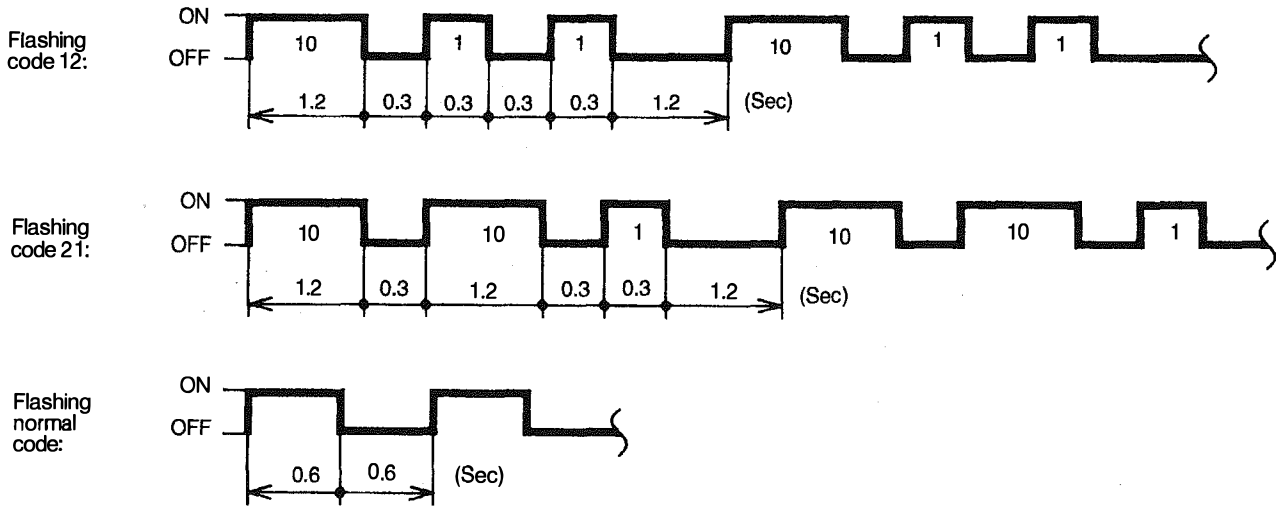 Flashing
code 12:
ON
OFF
10 1 1 10 1 1
1.2 0.3 0.3 0.3 0.3 1.2 (Sec)
Flashing
code 21:
ON
OFF
10 10 1 10 10 1
1.2 0.3 1.2 0.3 0.3 1.2 (Sec)
Flashing
normal
code:
ON
OFF
0.6 0.6 (Sec)